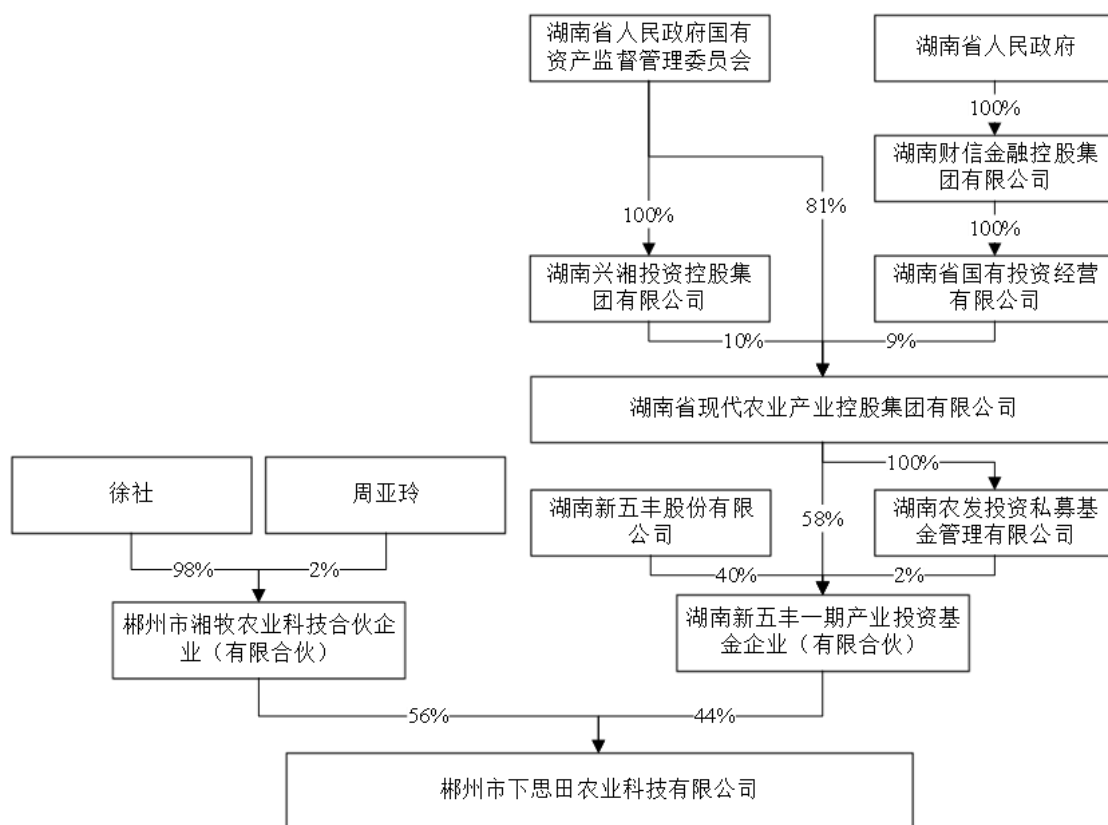 湖南省人民政府国有
资产监督管理委员会
湖南省人民政府
100%
湖南财信金融控股集
团有限公司
100%
81%
100%
湖南兴湘投资控股集
团有限公司
湖南省国有投资经营
有限公司
10%
9%
湖南省现代农业产业控股集团有限公司
100%
徐社
周亚玲
湖南新五丰股份有限
公司
58%
湖南农发投资私募基
金管理有限公司
98%
2%
40%
2%
郴州市湘牧农业科技合伙企
业（有限合伙）
湖南新五丰一期产业投资基
金企业（有限合伙）
56%
44%
郴州市下思田农业科技有限公司